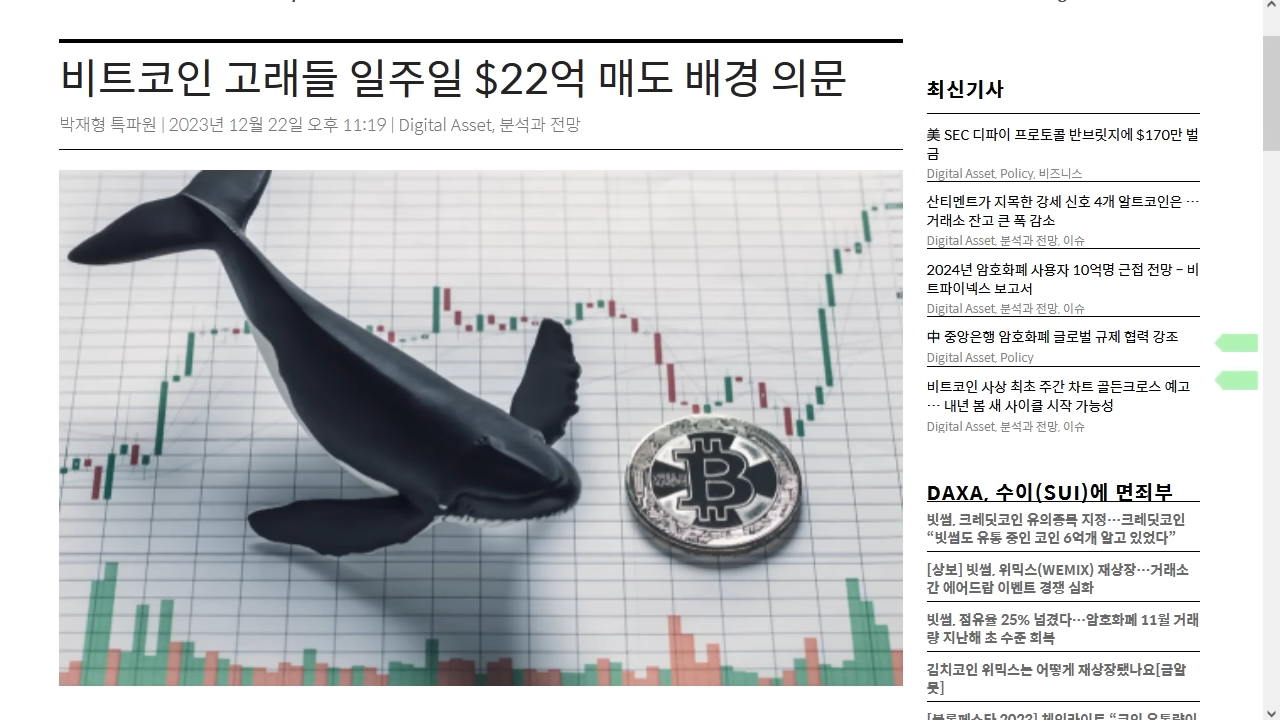 비트코인 고래들 일주일 $22억 매도 배경 의문
박재형 특파원 | 2023년 12월 22일 오후 11:19 | Digital Asset, 분석과 전망
최신기사
美 SEC 디파이 프로토콜 반브릿지에 $170만 벌
금
Digital Asset, Policy, 비즈니스
산티멘트가 지목한 강세 신호 4개 알트코인은 …
거래소 잔고 큰 폭 감소
Digital Asset, 분석과 전망, 이슈
2024년 암호화폐 사용자 10억명 근접 전망 – 비
트파이넥스 보고서
Digital Asset, 분석과 전망, 이슈
中 중앙은행 암호화폐 글로벌 규제 협력 강조
Digital Asset, Policy
비트코인 사상 최초 주간 차트 골든크로스 예고
… 내년 봄 새 사이클 시작 가능성
Digital Asset, 분석과 전망, 이슈
DAXA, 수이(SUI)에 면죄부
빗썸, 크레딧코인 유의종목 지정…크레딧코인
“빗썸도 유통 중인 코인 6억개 알고 있었다”
[상보] 빗썸, 위믹스(WEMIX) 재상장…거래소
간 에어드랍 이벤트 경쟁 심화
빗썸, 점유율 25% 넘겼다…암호화폐 11월 거래
량 지난해 초 수준 회복
김치코인 위믹스는 어떻게 재상장됐나요[금알
못]
[블록페스타 2023] 체인라이트 “코인 유통량이